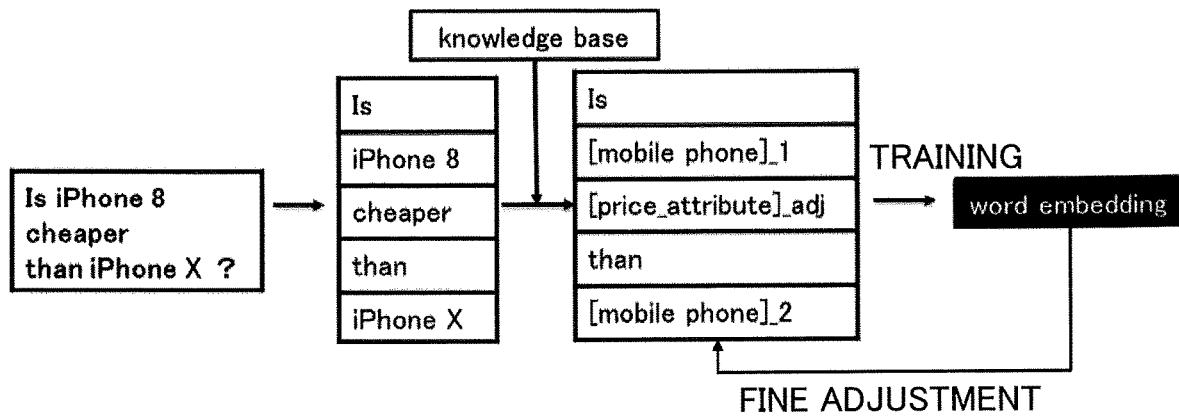 knowledge base
Is iPhone 8
cheaper
than iPhone X ?
Is
iPhone 8
cheaper
than
iPhone X
Is
[mobile phone]_1
[price_attribute]_adj
than
[mobile phone]_2
TRAINING
word embedding
FINE ADJUSTMENT